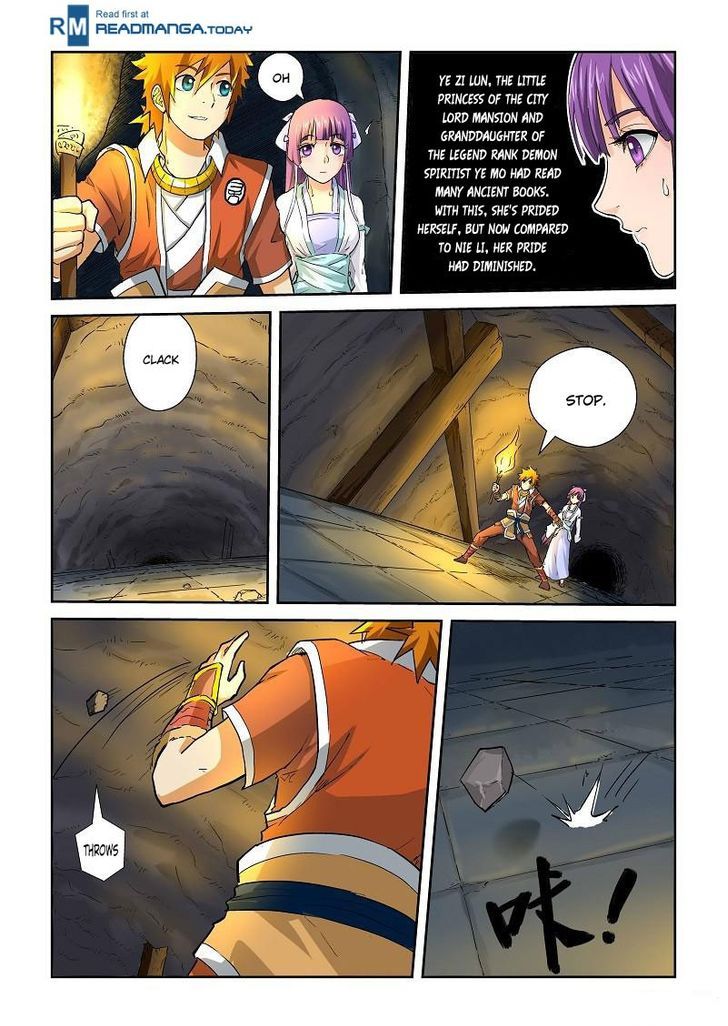 RM
Read first at
READMANGA.TODAY
OH
YE ZI LUN, THE LITTLE
PRINCESS OF THE CITY
LORD MANSION AND
GRANDDAUGHTER OF
THE LEGEND RANK DEMON
SPIRITIST YE MO HAD READ
MANY ANCIENT BOOKS.
WITH THIS, SHE'S PRIDED
HERSELF, BUT NOW COMPARED
TO NIE LI, HER PRIDE
HAD DIMINISHED.
CLACK
STOP.
THROWS
咔!